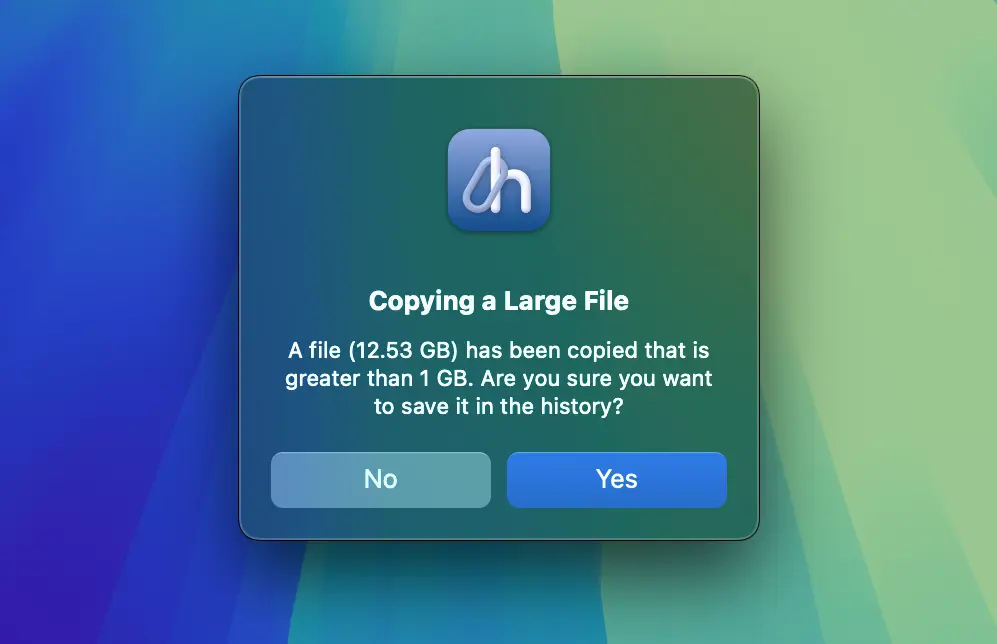 Copying a Large File
A file (12.53 GB) has been copied that is
greater than 1 GB. Are you sure you want
to save it in the history?
No
Yes